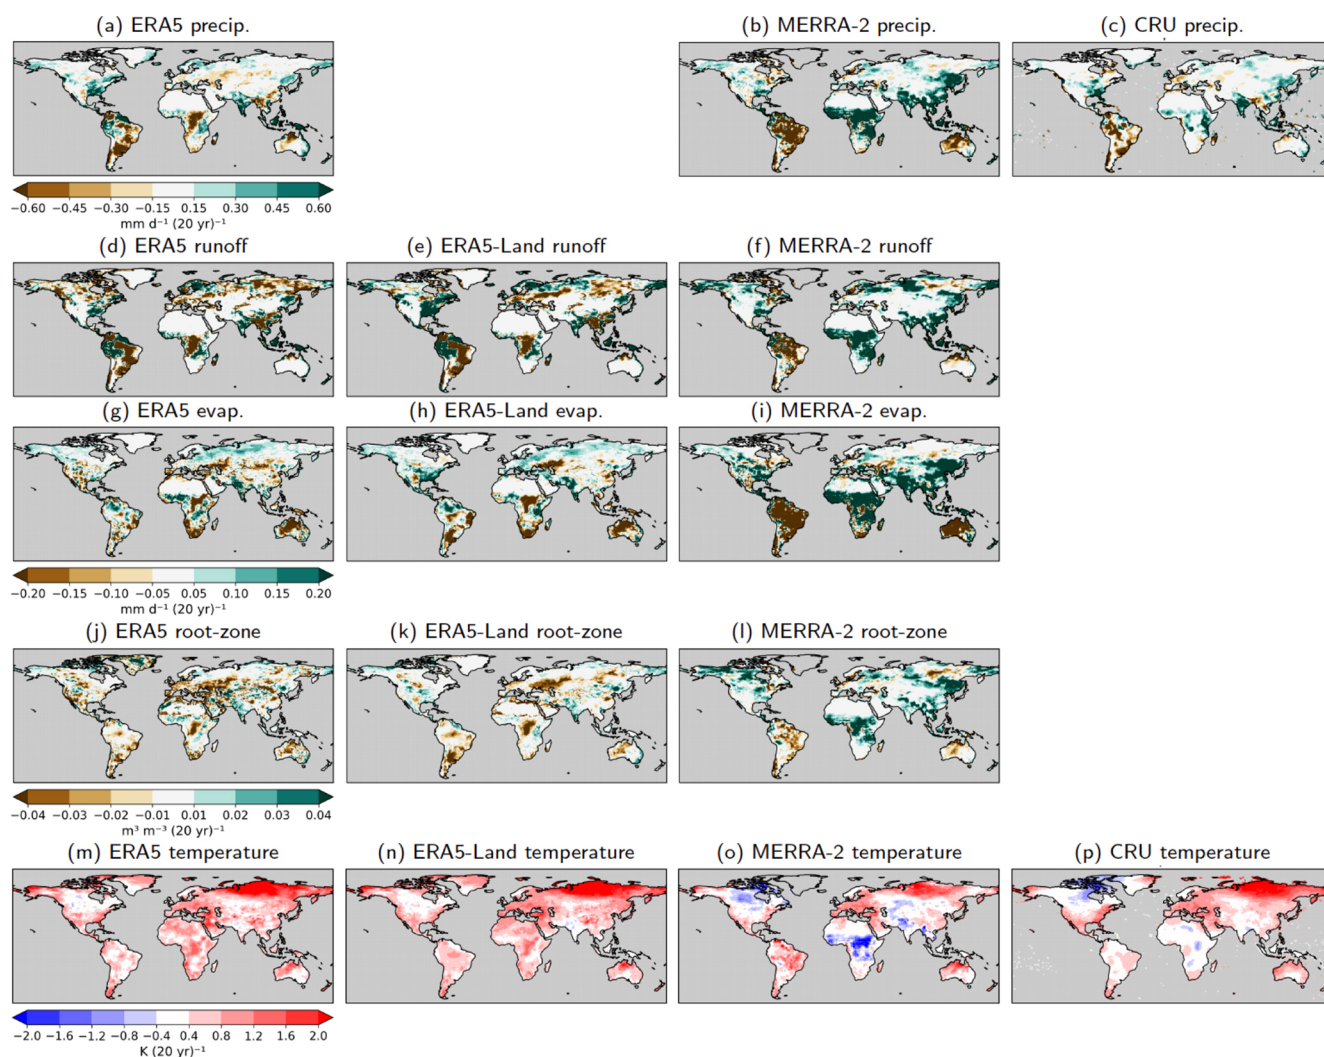 (a) ERA5 precip.
(b) MERRA-2 precip.
(c) CRU precip.
−0.60 −0.45 −0.30 −0.15 0.15 0.30 0.45 0.60
mm d⁻¹ (20 yr)⁻¹
(d) ERA5 runoff
(e) ERA5-Land runoff
(f) MERRA-2 runoff
(g) ERA5 evap.
(h) ERA5-Land evap.
(i) MERRA-2 evap.
−0.20 −0.15 −0.10 −0.05 0.05 0.10 0.15 0.20
mm d⁻¹ (20 yr)⁻¹
(j) ERA5 root-zone
(k) ERA5-Land root-zone
(l) MERRA-2 root-zone
−0.04 −0.03 −0.02 −0.01 0.01 0.02 0.03 0.04
m³ m⁻³ (20 yr)⁻¹
(m) ERA5 temperature
(n) ERA5-Land temperature
(o) MERRA-2 temperature
(p) CRU temperature
−2.0 −1.6 −1.2 −0.8 −0.4 0.4 0.8 1.2 1.6 2.0
K (20 yr)⁻¹